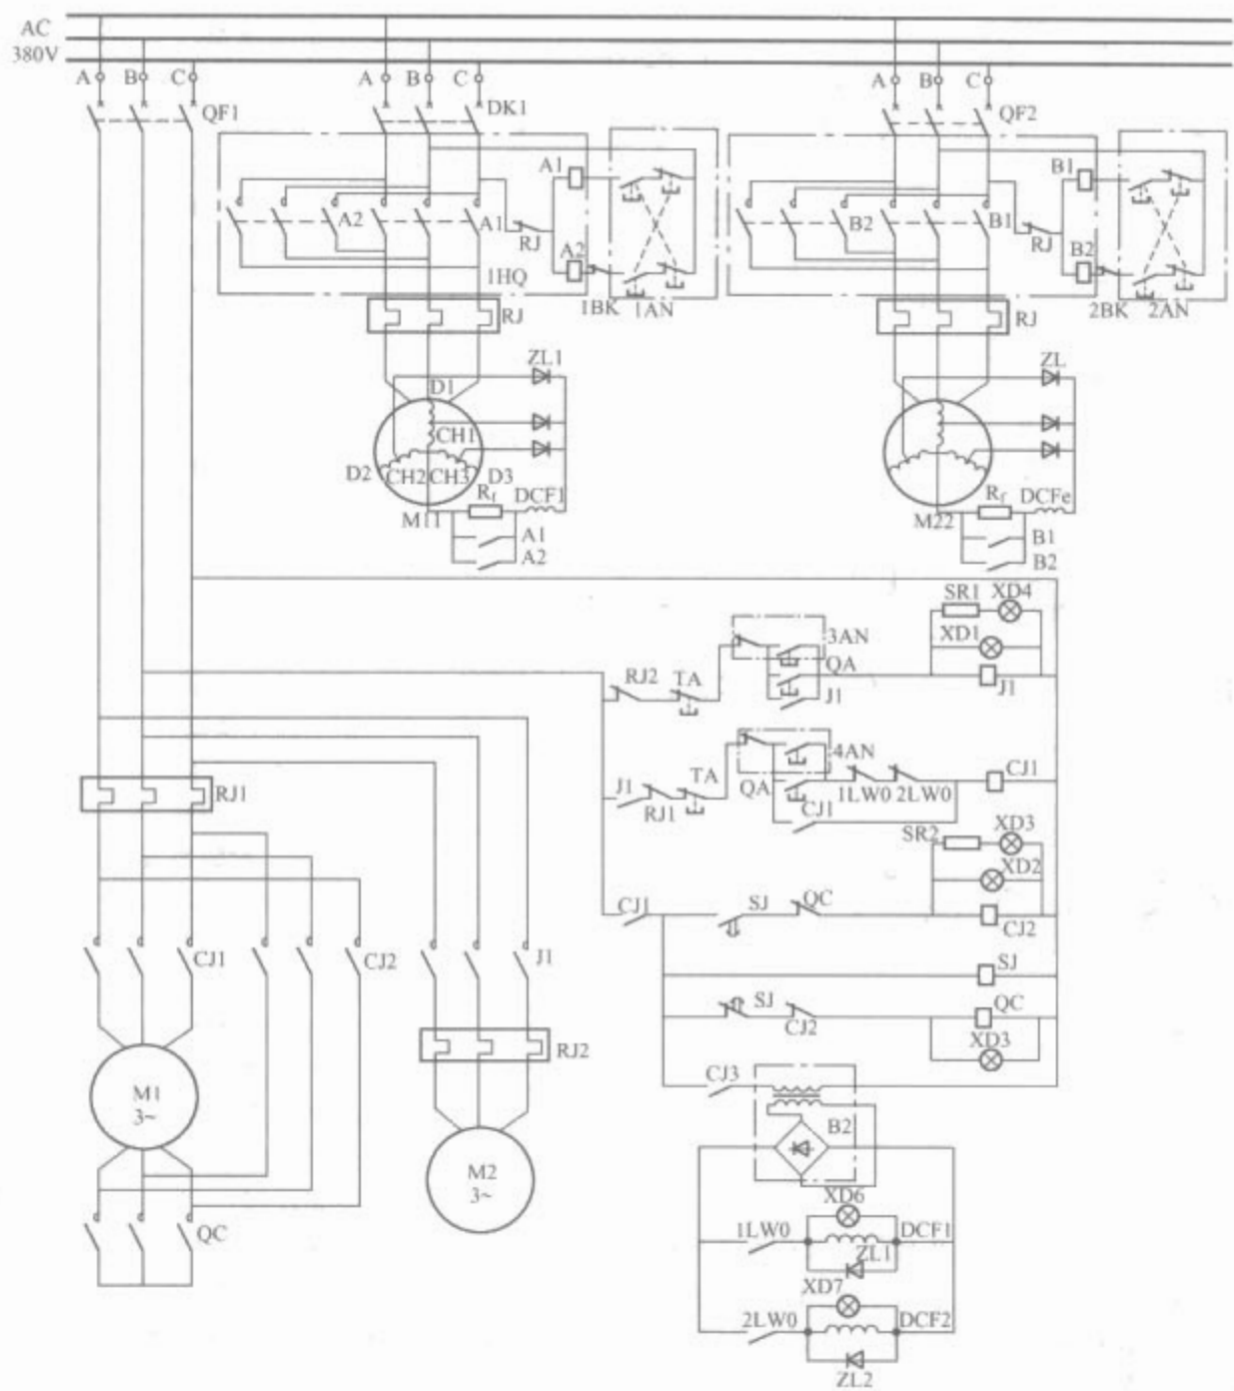 AC
380V
A B C A B C A B C
QF1 DK1 QF2
A1 B1
A2 A1 RJ A2 B2 B1 RJ B2
1HQ 1BK 1AN 2BK 2AN
RJ RJ
ZL1 ZL
D1
CH1
D2 CH2 CH3 D3
Rf DCF1 Rf DCFe
M11 M22
A1 B1
A2 B2
SR1 XD4
3AN XD1
RJ2 TA QA
J1 J1
4AN
RJ1 J1 TA QA CJ1
RJ1 1LW0 2LW0
CJ1
SR2 XD3
XD2
CJ1 SJ QC
CJ2
CJ1 CJ2 J1 SJ
SJ QC
CJ2
RJ2 XD3
CJ3
M1
3~
B2
M2
3~
XD6
QC 1LW0 DCF1
ZL1
XD7
2LW0 DCF2
ZL2